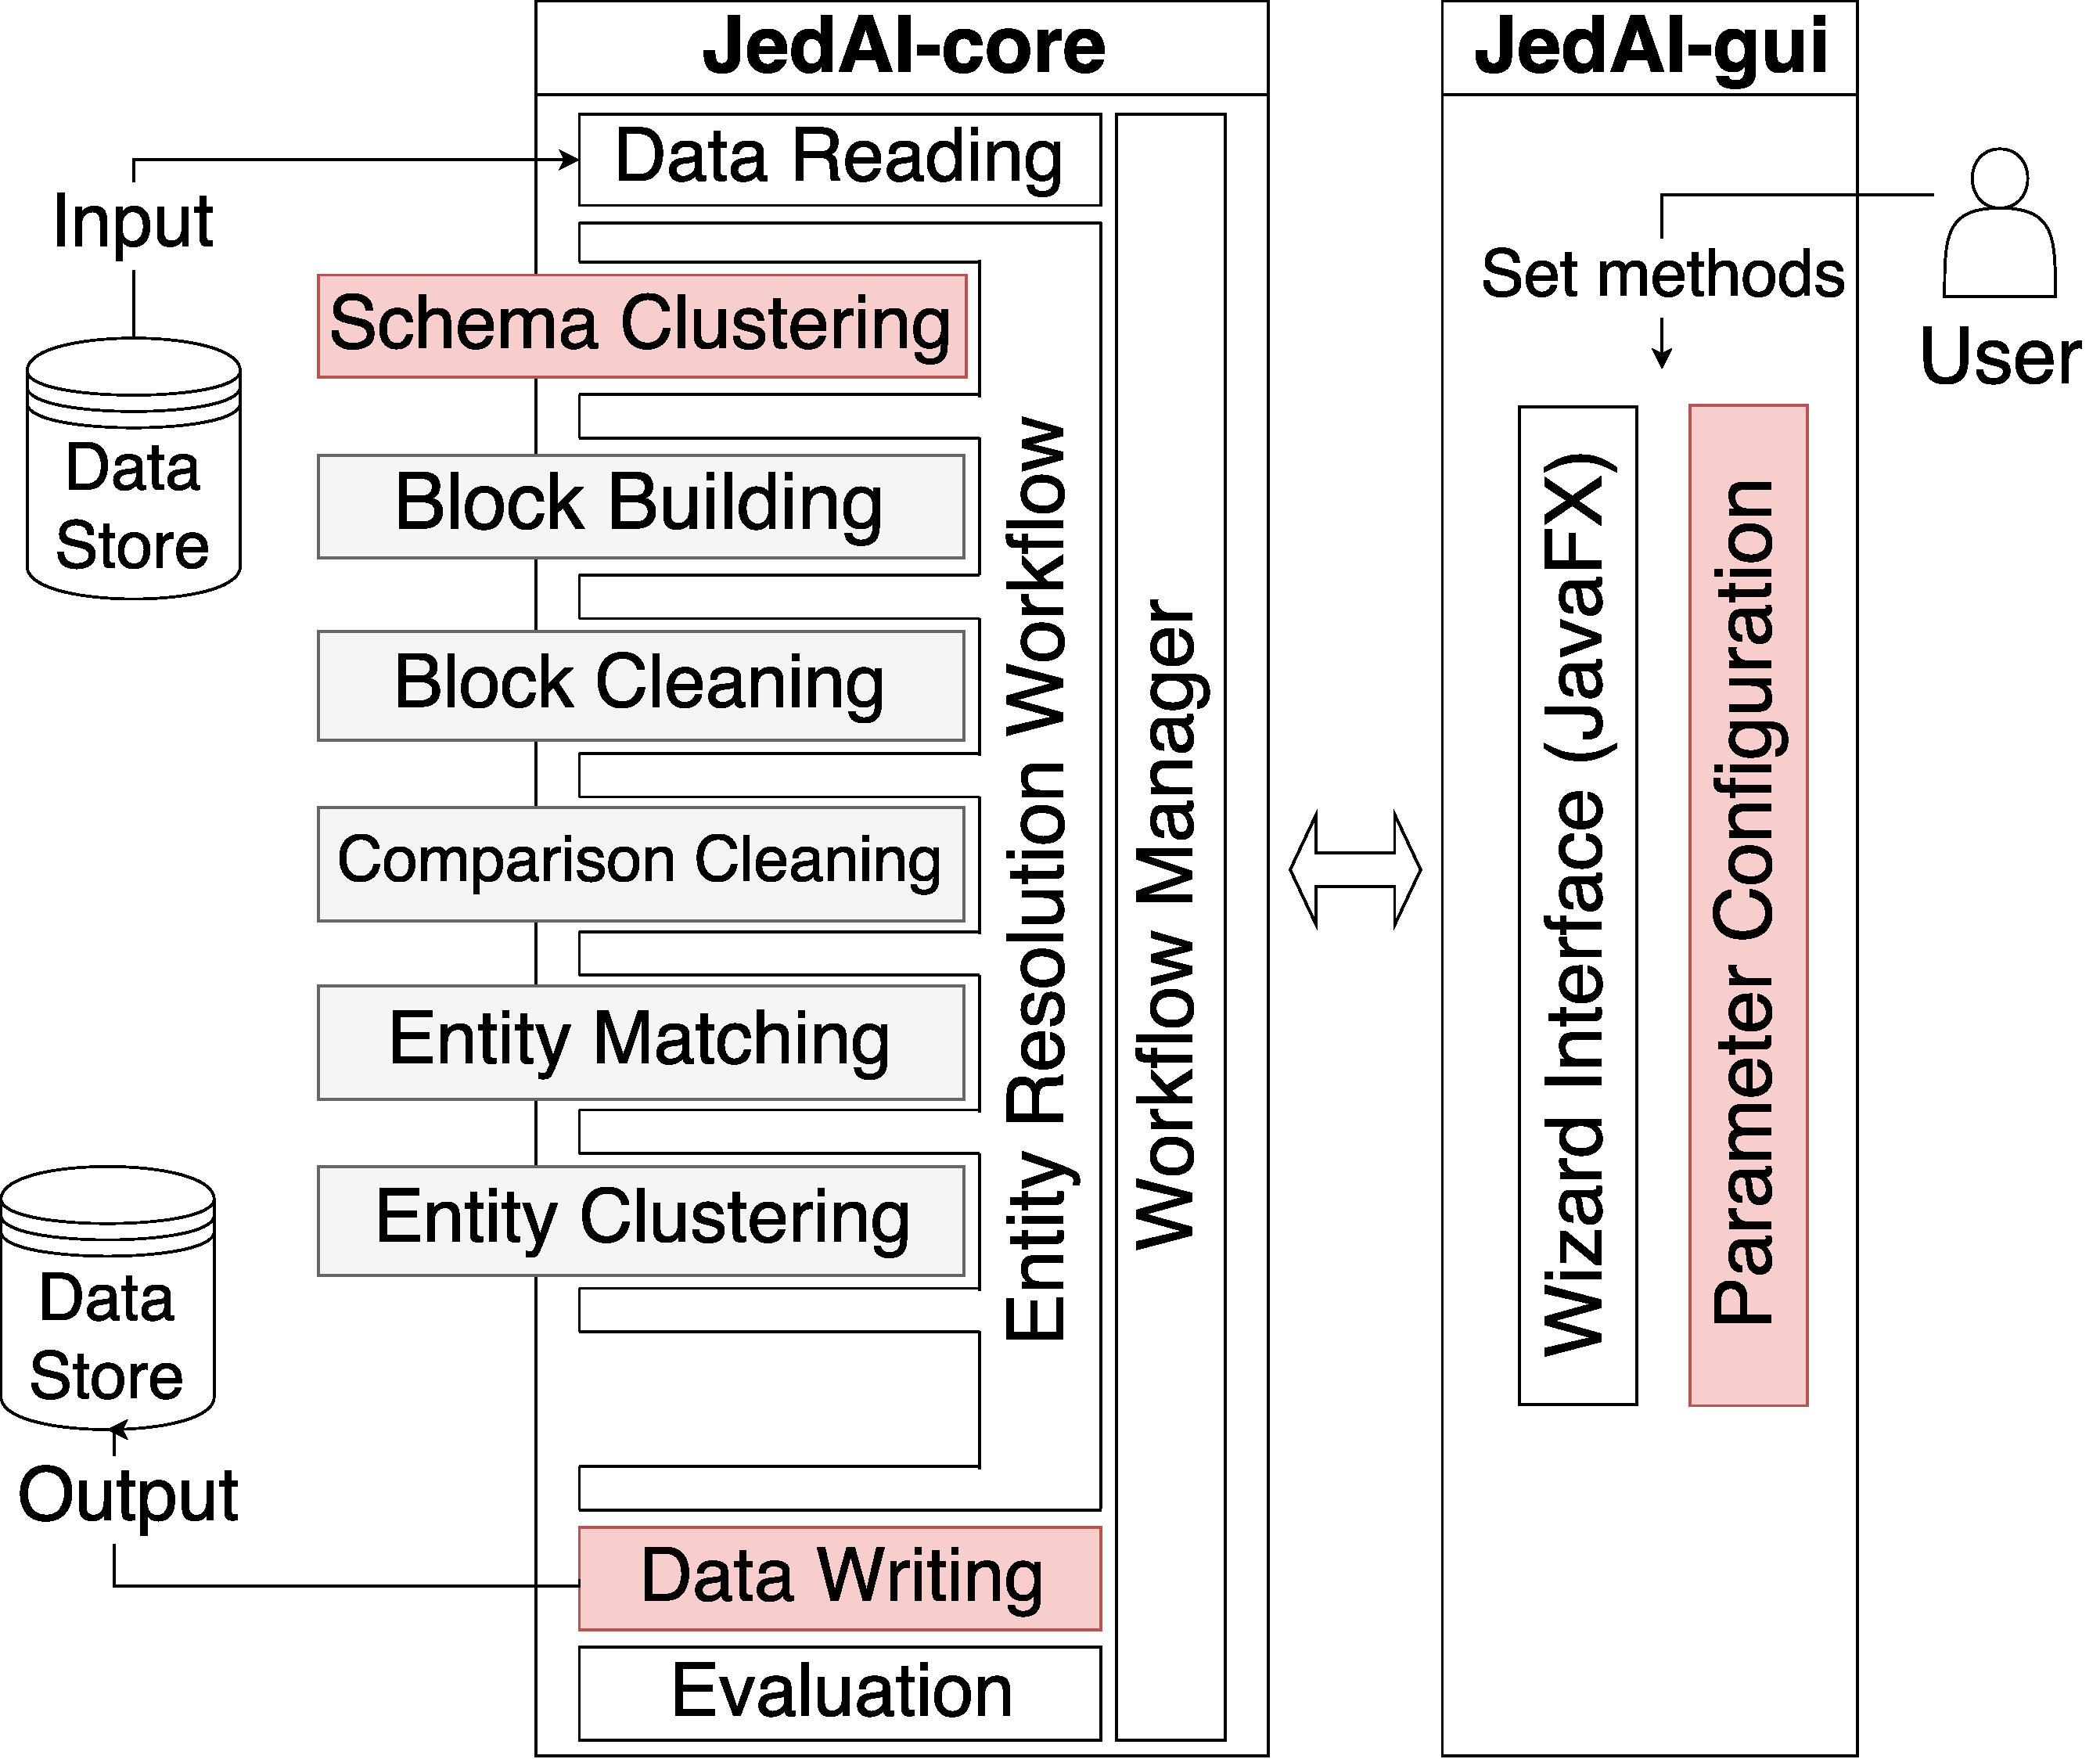 JedAI-core
JedAI-gui
Data Reading
Input
Set methods
User
Schema Clustering
Data
Store
Block Building
Block Cleaning
Comparison Cleaning
Entity Matching
Entity Clustering
Entity Resolution Workflow
Workflow Manager
Wizard Interface (JavaFX)
Parameter Configuration
Data
Store
Output
Data Writing
Evaluation